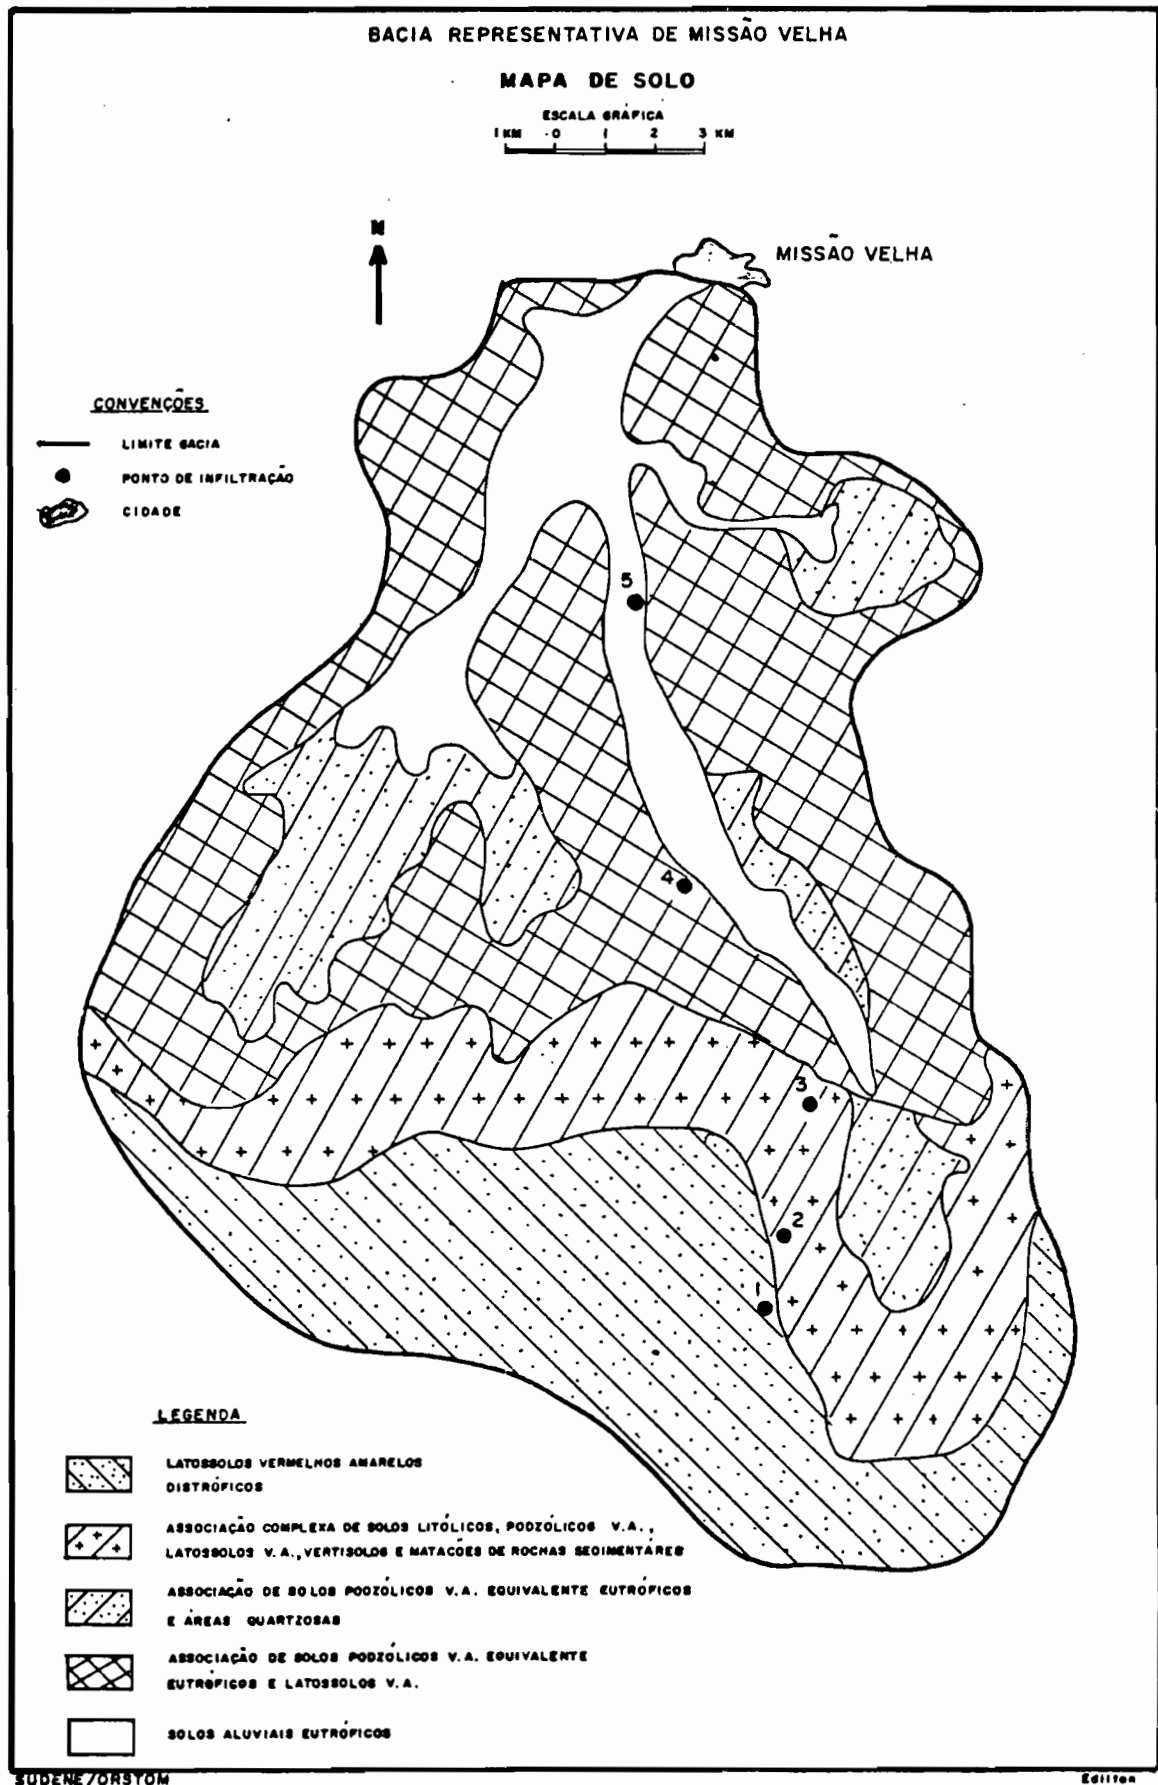 BACIA REPRESENTATIVA DE MISSÃO VELHA
MAPA DE SOLO
ESCALA GRÁFICA
1 KM 0 1 2 3 KM
N
MISSÃO VELHA
CONVENÇÕES
LIMITE BACIA
PONTO DE INFILTRAÇÃO
CIDADE
5
4
3
2
1
LEGENDA
LATOSSOLOS VERMELHOS AMARELOS
DISTRÓFICOS
ASSOCIAÇÃO COMPLEXA DE SOLOS LITÓLICOS, PODZÓLICOS V.A.,
LATOSSOLOS V.A., VERTISOLOS E MATACÕES DE ROCHAS SEDIMENTARES
ASSOCIAÇÃO DE SOLOS PODZÓLICOS V.A. EQUIVALENTE EUTRÓFICOS
E ÁREAS QUARTZOSAS
ASSOCIAÇÃO DE SOLOS PODZÓLICOS V.A. EQUIVALENTE
EUTRÓFICOS E LATOSSOLOS V.A.
SOLOS ALUVIAIS EUTRÓFICOS
SUDENE/ORSTOM
Edilton